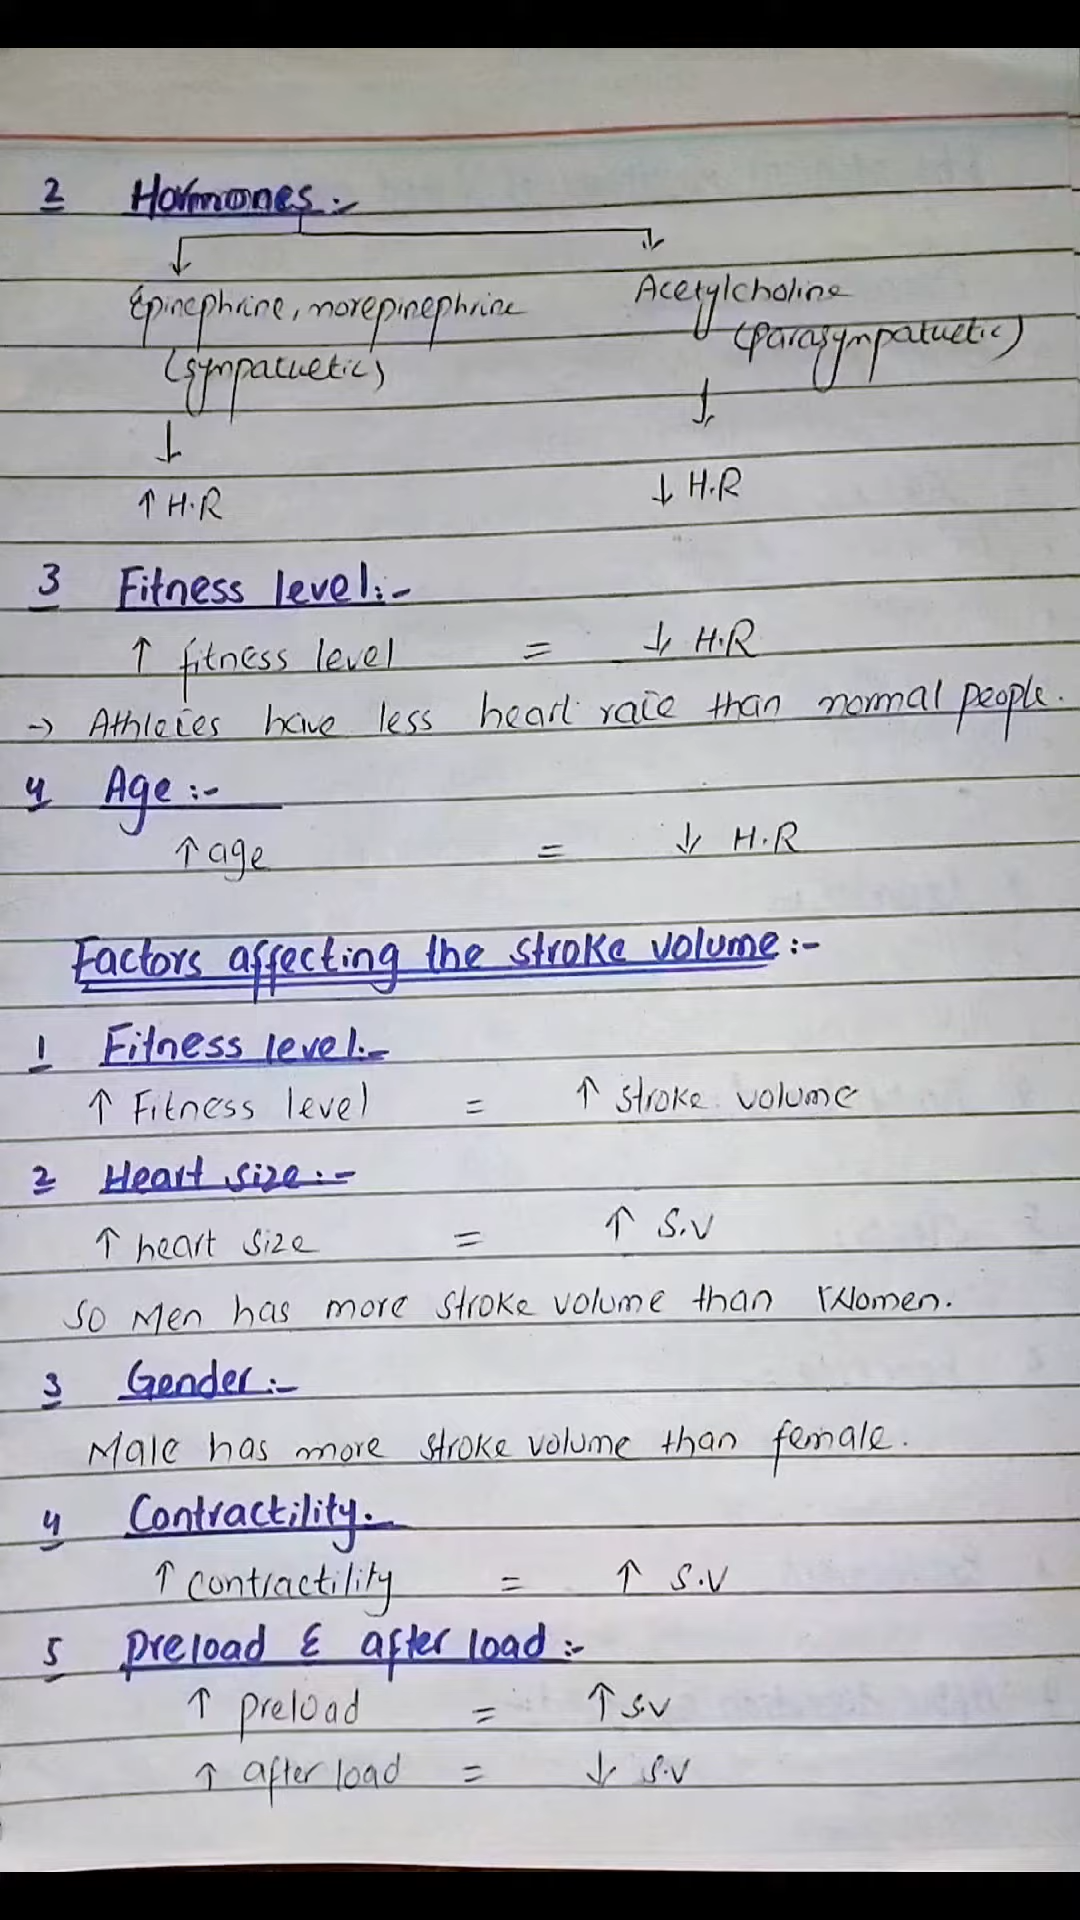 2 Hormones:-
Epinephrine, norepinephrine Acetylcholine
(sympatuetic) (parasympatuetic)
↓ ↓
↑ H.R ↓ H.R
3 Fitness level:-
↑ fitness level = ↓ H.R
→ Athletes have less heart rate than normal people.
4 Age:-
↑ age = ↓ H.R
Factors affecting the stroke volume:-
1 Fitness level:-
↑ Fitness level = ↑ stroke volume
2 Heart size:-
↑ heart size = ↑ S.V
So Men has more stroke volume than Women.
3 Gender:-
Male has more stroke volume than female.
4 Contractility.-
↑ contractility = ↑ S.V
5 preload & after load:-
↑ preload = ↑ S.V
↑ after load = ↓ S.V